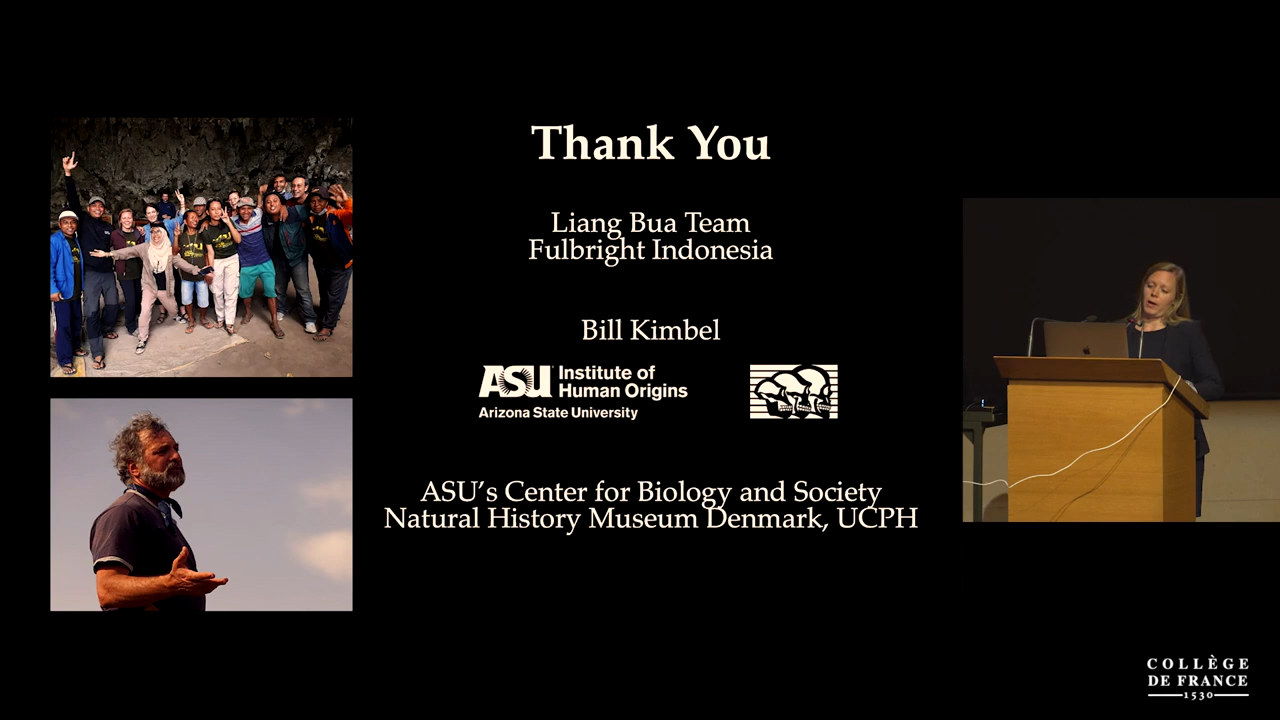 Thank You
Liang Bua Team
Fulbright Indonesia
Bill Kimbel
ASU Institute of
Human Origins
Arizona State University
ASU's Center for Biology and Society
Natural History Museum Denmark, UCPH
COLLÈGE
DE FRANCE
1530